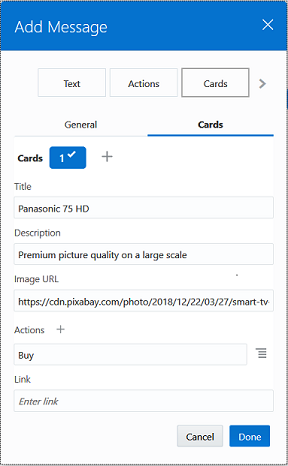 Add Message
Text Actions Cards
General Cards
Cards 1
Title
Panasonic 75 HD
Description
Premium picture quality on a large scale
Image URL
https://cdn.pixabay.com/photo/2018/12/22/03/27/smart-tv-
Actions
Buy
Link
Enter link
Cancel Done